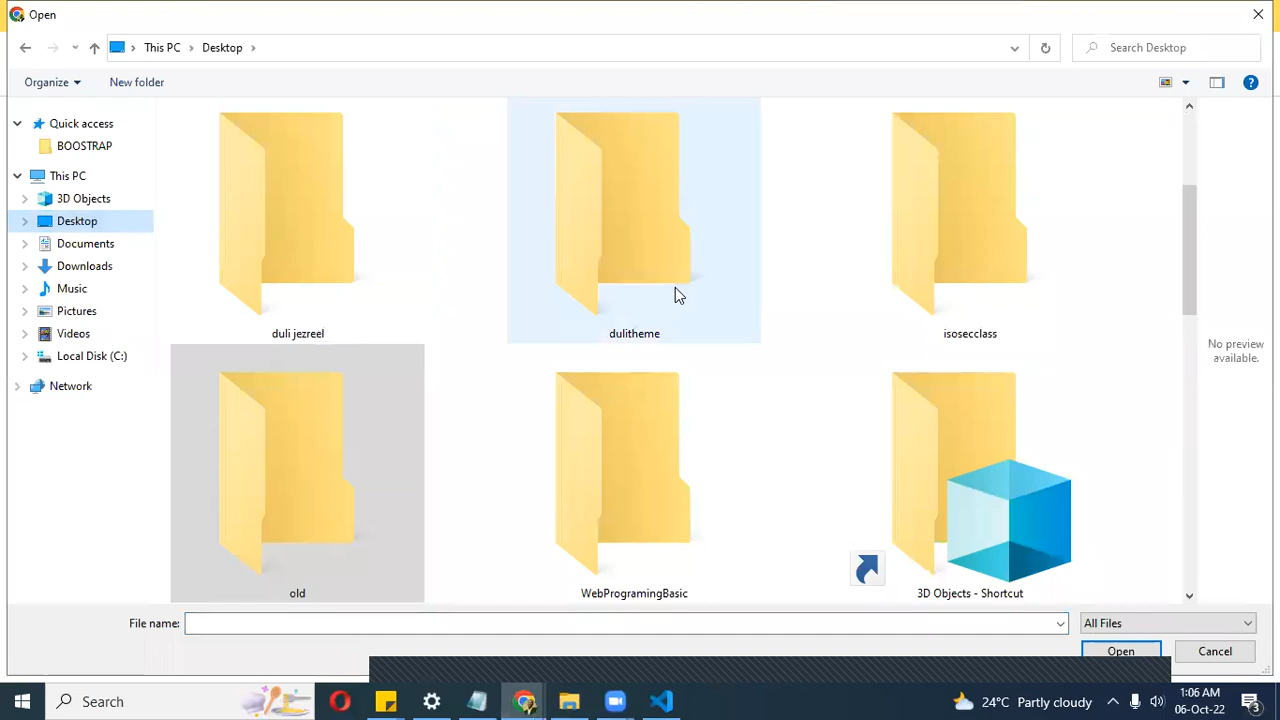 Open
This PC
Desktop
Search Desktop
Organize
New folder
Quick access
BOOSTRAP
This PC
3D Objects
Desktop
Documents
Downloads
Music
Pictures
Videos
Local Disk (C:)
Network
duli jezreel
dulitheme
isosecclass
No preview
available.
old
WebProgramingBasic
3D Objects - Shortcut
File name:
All Files
Open
Cancel
Search
24°C Partly cloudy
1:06 AM
06-Oct-22
3